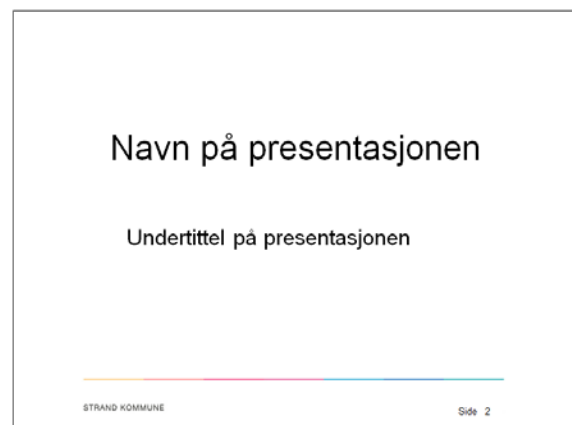 Navn på presentasjonen
Undertittel på presentasjonen
STRAND KOMMUNE
Side 2